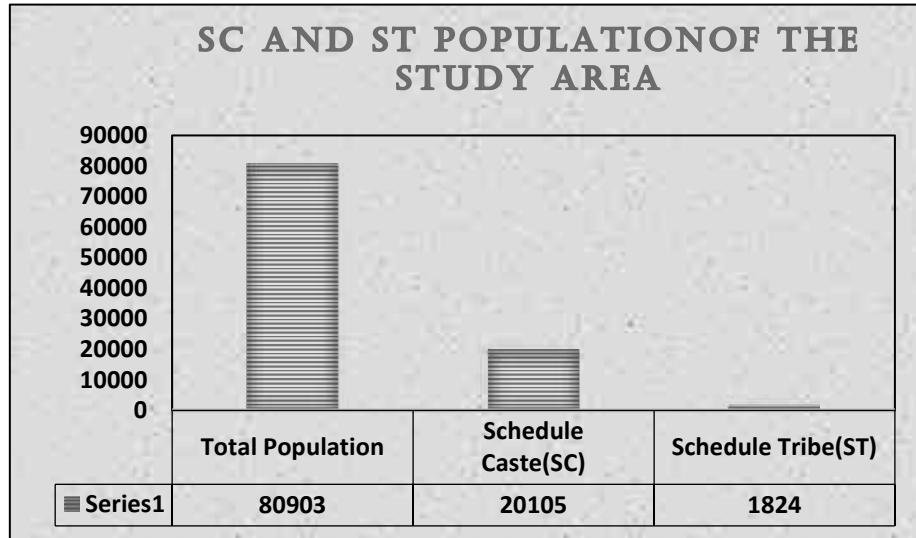 SC AND ST POPULATIONOF THE
STUDY AREA
90000
80000
70000
60000
50000
40000
30000
20000
10000
0
Total Population
Schedule
Caste(SC)
Schedule Tribe(ST)
Series1 80903 20105 1824